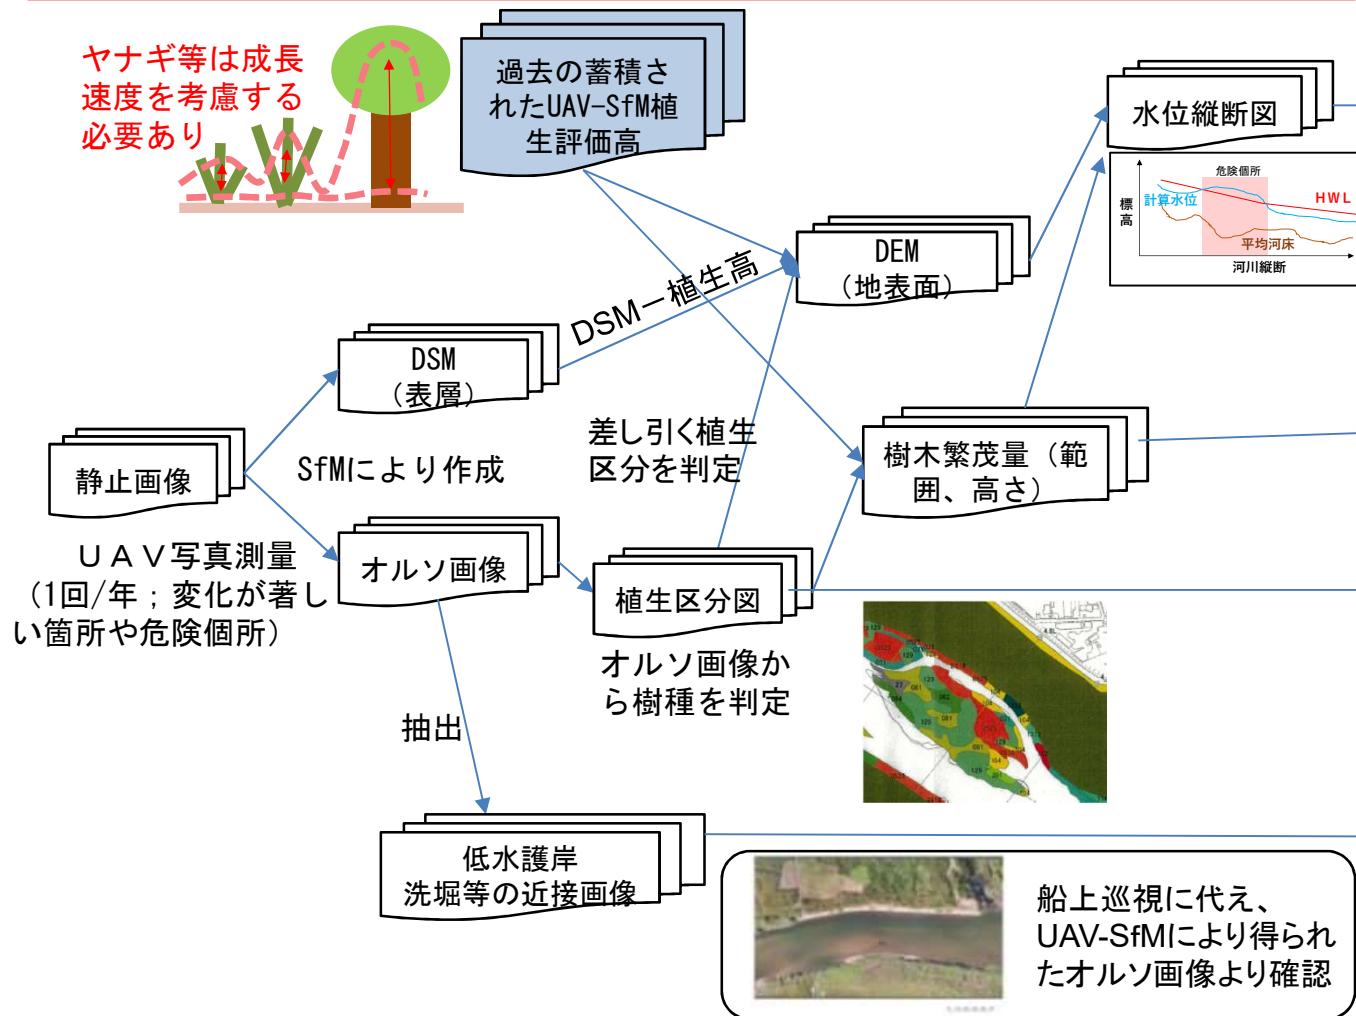 ヤナギ等は成長
速度を考慮する
必要あり
過去の蓄積さ
れたUAV-SfM植
生評価高
水位縦断図
危険個所
標高
計算水位
HWL
平均河床
河川縦断
DEM
(地表面)
DSM－植生高
DSM
(表層)
差し引く植生
区分を判定
樹木繁茂量（範
囲、高さ）
静止画像
SfMにより作成
ＵＡＶ写真測量
（1回/年；変化が著し
い箇所や危険個所）
オルソ画像
植生区分図
オルソ画像か
ら樹種を判定
抽出
低水護岸
洗堀等の近接画像
船上巡視に代え、
UAV-SfMにより得られ
たオルソ画像より確認